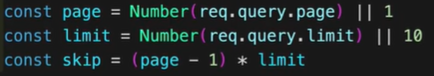 const page = Number(req.query.page) || 1
const limit = Number(req.query.limit) || 10
const skip = (page - 1) * limit